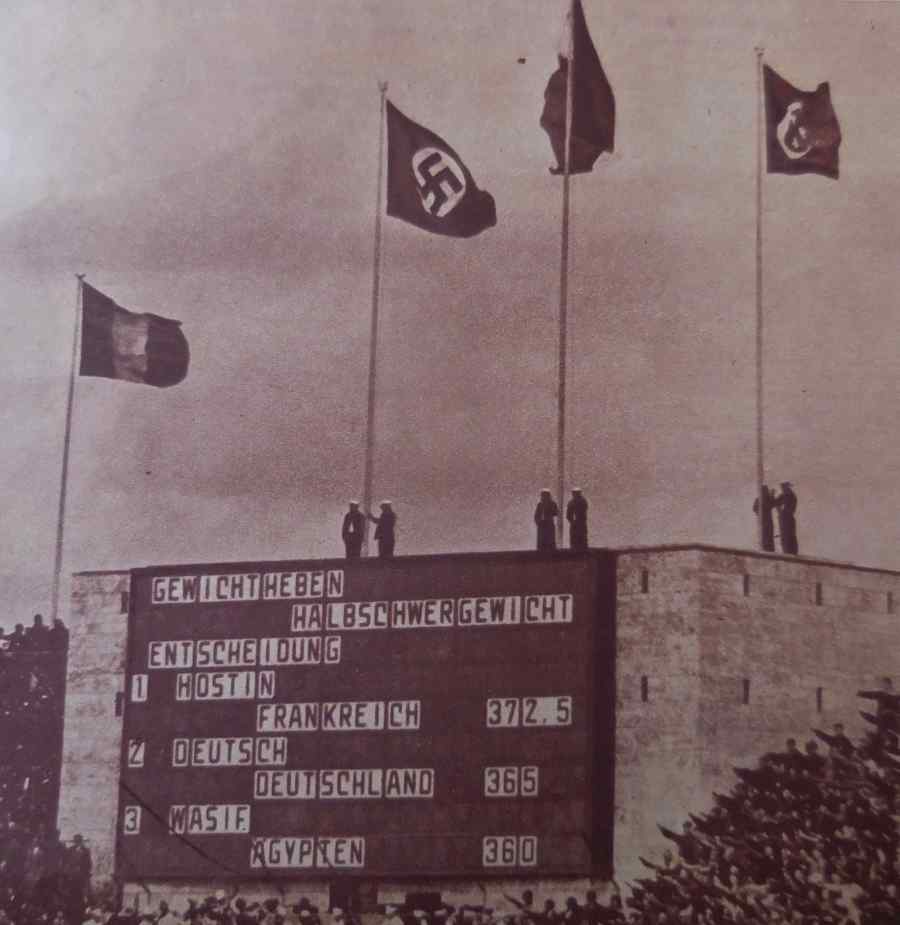 GEWICHTHEBEN
HALBSCHWERGEWICHT
ENTSCHEIDUNG
1 HOSTIN
FRANKREICH 372.5
2 DEUTSCH
DEUTSCHLAND 365
3 WASIF
ÄGYPTEN 360